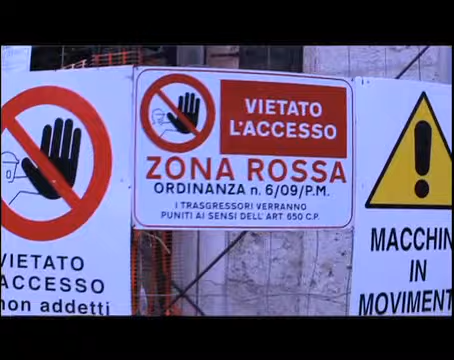 VIETATO
L'ACCESSO
ZONA ROSSA
ORDINANZA n. 6/09/P.M.
I TRASGRESSORI VERRANNO
PUNITI AI SENSI DELL' ART 650 C.P.
VIETATO
ACCESSO
non addetti
MACCHIN
IN
MOVIMENT